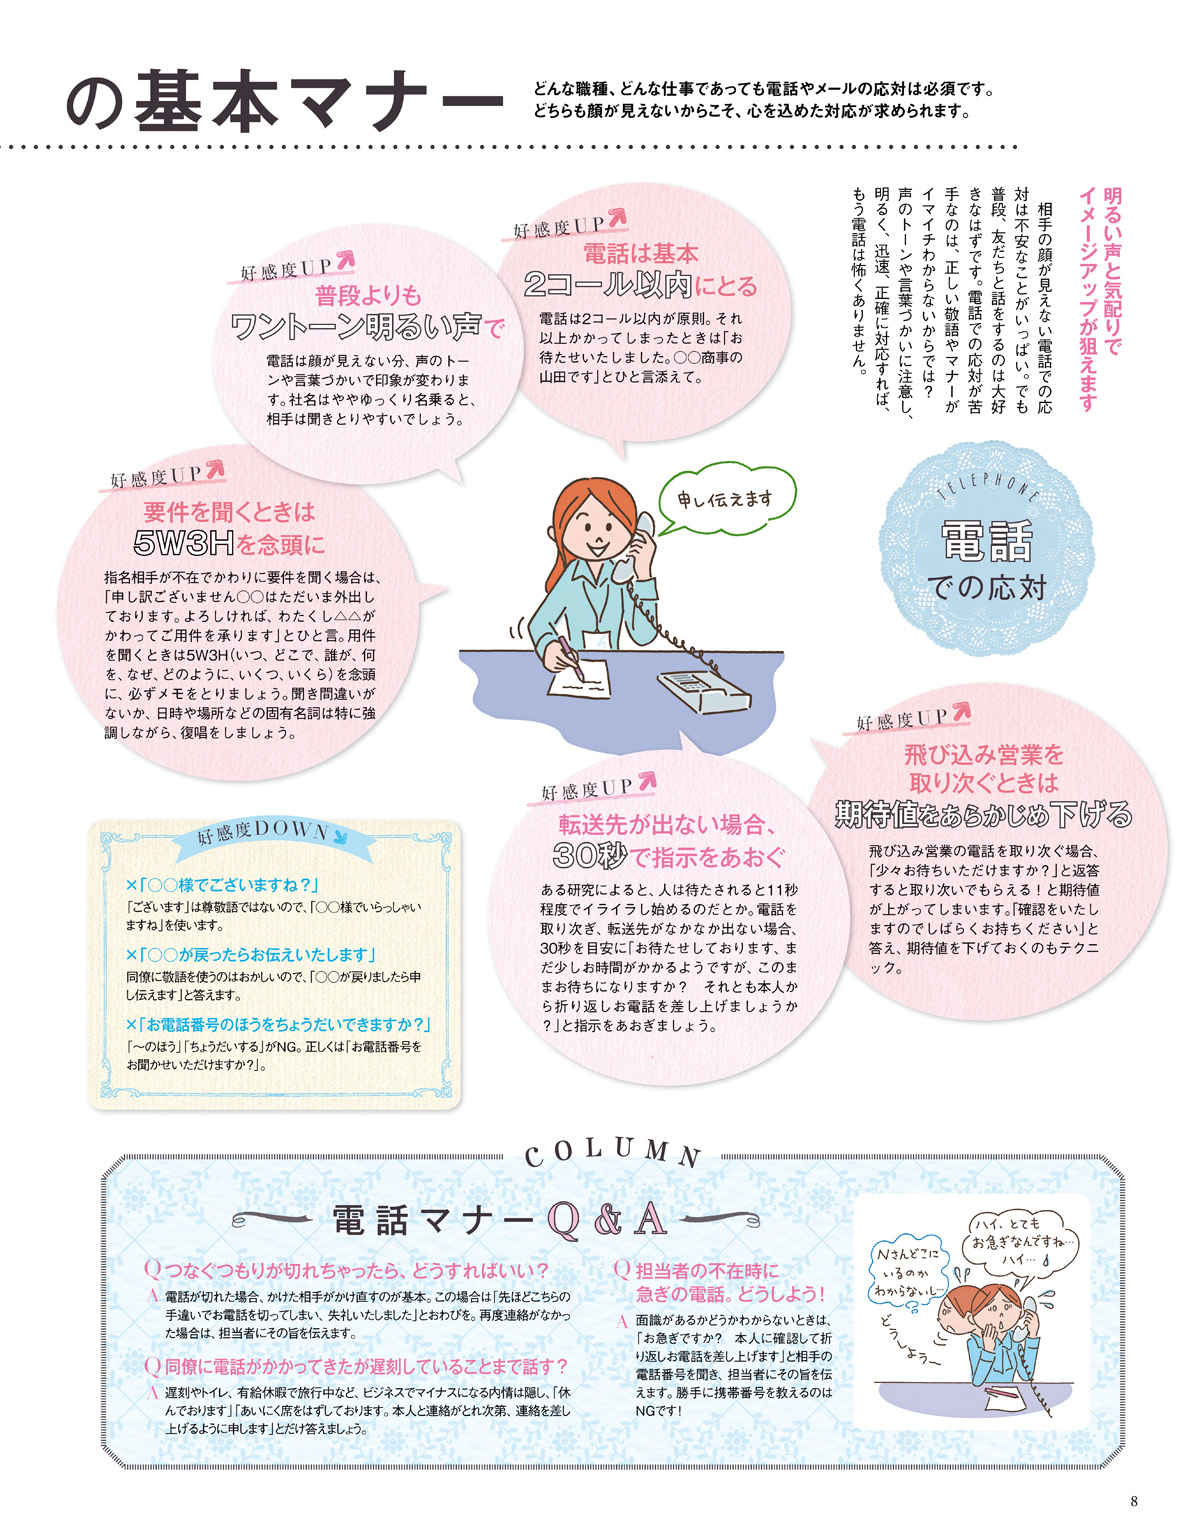 の基本マナー
どんな職種、どんな仕事であっても電話やメールの応対は必須です。
どちらも顔が見えないからこそ、心を込めた対応が求められます。
明るい声と気配りで
イメージアップが狙えます
相手の顔が見えない電話での応
対は不安なことがいっぱい。でも
普段、友だちと話をするのは大好
きなはずです。電話での応対が苦
手なのは、正しい敬語やマナーが
イマイチわからないからでは？
声のトーンや言葉づかいに注意し、
明るく、迅速、正確に対応すれば、
もう電話は怖くありません。
TELEPHONE
電話
での応対
好感度UP
電話は基本
2コール以内にとる
電話は2コール以内が原則。それ
以上かかってしまったときは「お
待たせいたしました。○○商事の
山田です」とひと言添えて。
好感度UP
普段よりも
ワントーン明るい声で
電話は顔が見えない分、声のトー
ンや言葉づかいで印象が変わりま
す。社名はややゆっくり名乗ると、
相手は聞きとりやすいでしょう。
好感度UP
要件を聞くときは
5W3Hを念頭に
指名相手が不在でかわりに要件を聞く場合は、
「申し訳ございません○○はただいま外出し
ております。よろしければ、わたくし△△が
かわってご用件を承ります」とひと言。用件
を聞くときは5W3H（いつ、どこで、誰が、何
を、なぜ、どのように、いくつ、いくら）を念頭
に、必ずメモをとりましょう。聞き間違いが
ないか、日時や場所などの固有名詞は特に強
調しながら、復唱をしましょう。
申し伝えます
好感度UP
飛び込み営業を
取り次ぐときは
期待値をあらかじめ下げる
飛び込み営業の電話を取り次ぐ場合、
「少々お待ちいただけますか？」と返答
すると取り次いでもらえる！と期待値
が上がってしまいます。「確認をいたし
ますのでしばらくお持ちください」と
答え、期待値を下げておくのもテクニ
ック。
好感度UP
転送先が出ない場合、
30秒で指示をあおぐ
ある研究によると、人は待たされると11秒
程度でイライラし始めるのだとか。電話を
取り次ぎ、転送先がなかなか出ない場合、
30秒を目安に「お待たせしております、ま
だ少しお時間がかかるようですが、このま
まお待ちになりますか？　それとも本人か
ら折り返しお電話を差し上げましょうか
？」と指示をあおぎましょう。
好感度DOWN
×「○○様でございますね？」
「ございます」は尊敬語ではないので、「○○様でいらっしゃい
ますね」を使います。
×「○○が戻ったらお伝えいたします」
同僚に敬語を使うのはおかしいので、「○○が戻りましたら申
し伝えます」と答えます。
×「お電話番号のほうをちょうだいできますか？」
「～のほう」「ちょうだいする」がNG。正しくは「お電話番号を
お聞かせいただけますか？」。
COLUMN
電話マナーQ&A
Q つなぐつもりが切れちゃったら、どうすればいい？
A 電話が切れた場合、かけた相手がかけ直すのが基本。この場合は「先ほどこちらの
手違いでお電話を切ってしまい、失礼いたしました」とおわびを。再度連絡がなかっ
た場合は、担当者にその旨を伝えます。
Q 同僚に電話がかかってきたが遅刻していることまで話す？
A 遅刻やトイレ、有給休暇で旅行中など、ビジネスでマイナスになる内情は隠し、「休
んでおります」「あいにく席をはずしております。本人と連絡がとれ次第、連絡を差し
上げるように申します」とだけ答えましょう。
Q 担当者の不在時に
急ぎの電話。どうしよう！
A 面識があるかどうかわからないときは、
「お急ぎですか？　本人に確認して折
り返しお電話を差し上げます」と相手の
電話番号を聞き、担当者にその旨を伝
えます。勝手に携帯番号を教えるのは
NGです！
ハイ、とても
お急ぎなんですね…
ハイ…
Nさんどこに
いるのか
わからないし…
どうしよう～
8